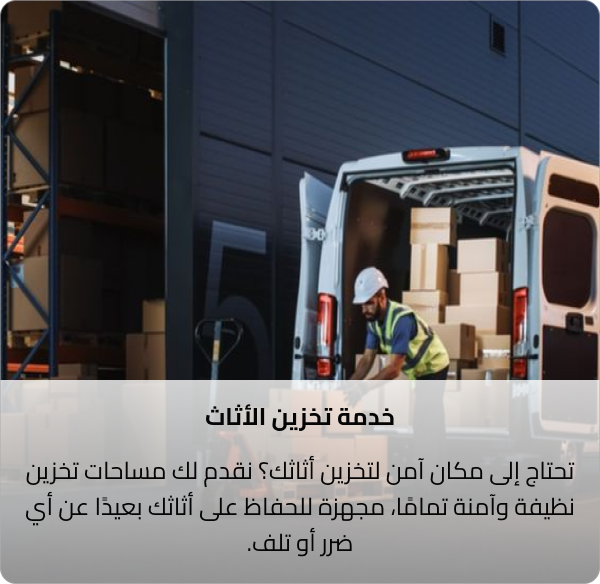 5
خدمة تخزين الأثاث
تحتاج إلى مكان آمن لتخزين أثاثك؟ نقدم لك مساحات تخزين
نظيفة وآمنة تمامًا، مجهزة للحفاظ على أثاثك بعيدًا عن أي
ضرر أو تلف.